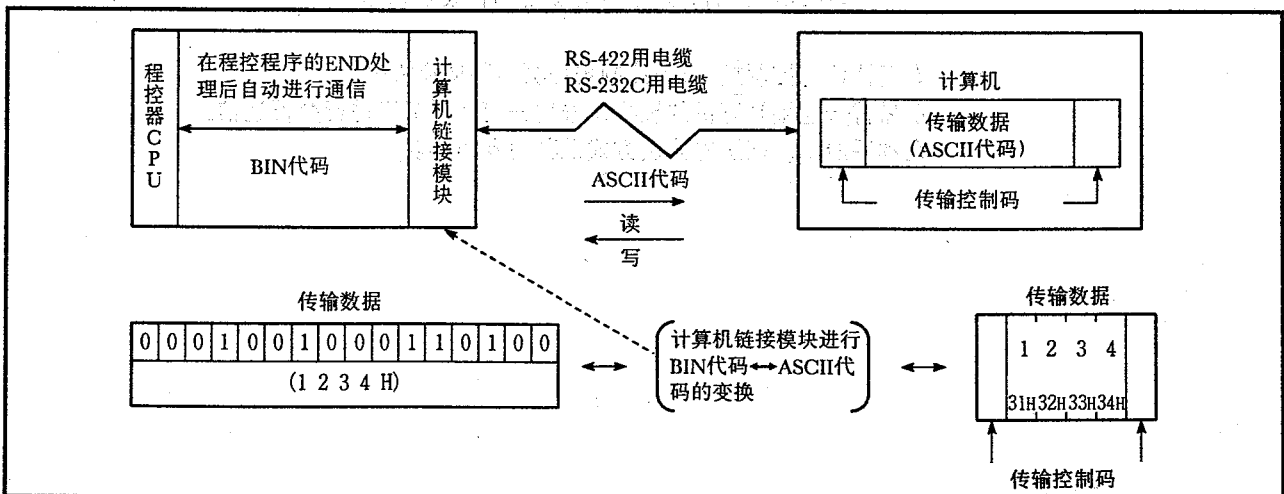 程控器CPU
在程控程序的END处
理后自动进行通信
BIN代码
计算机链接模块
RS-422用电缆
RS-232C用电缆
ASCII代码
读
写
计算机
传输数据
(ASCII代码)
传输控制码
传输数据
0 0 0 1 0 0 1 0 0 0 1 1 0 1 0 0
(1 2 3 4 H)
计算机链接模块进行
BIN代码↔ASCII代
码的变换
传输数据
1 2 3 4
31H 32H 33H 34H
传输控制码